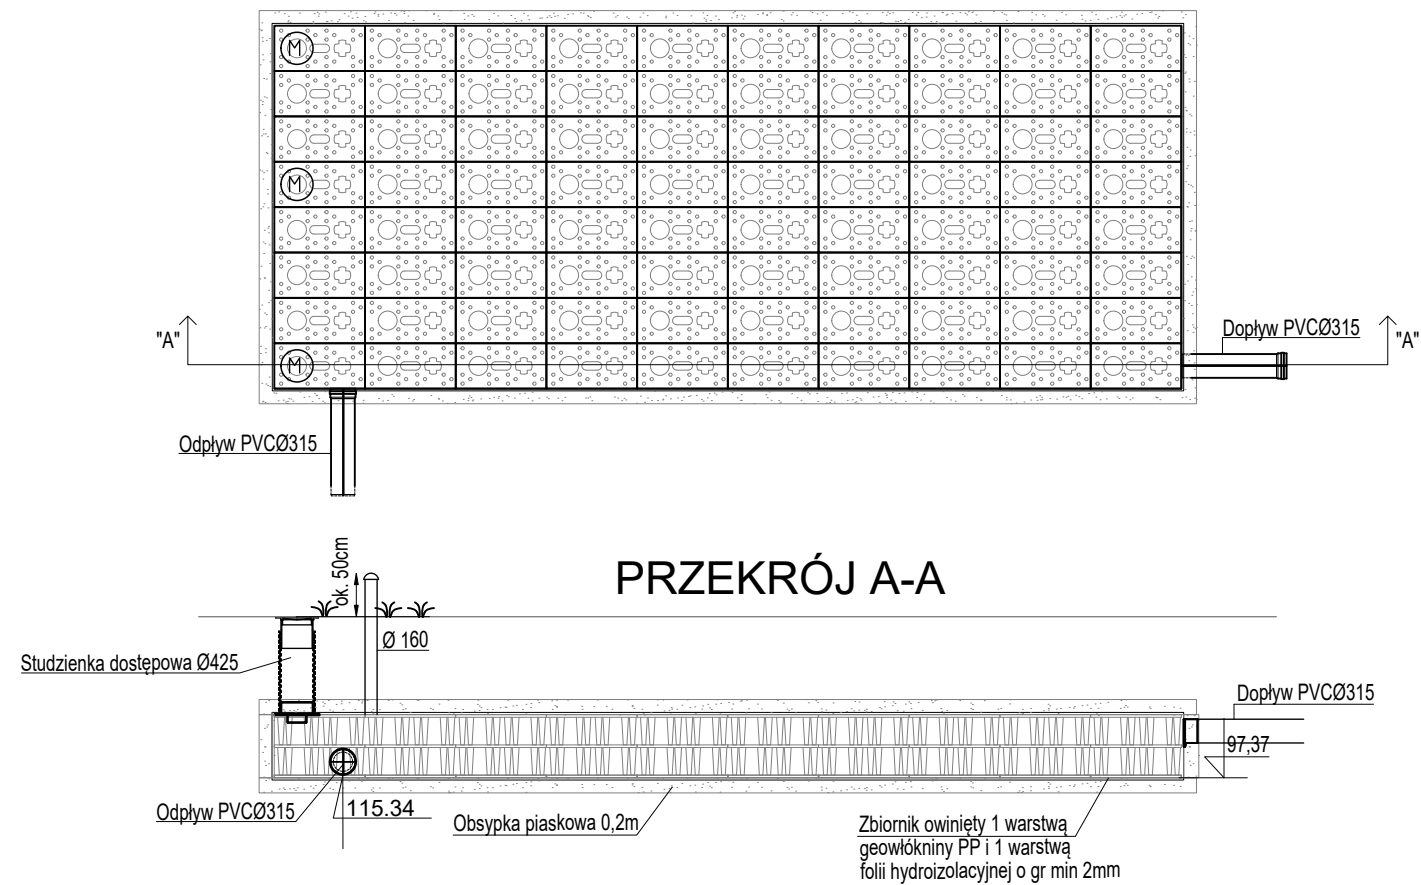 M
M
"A"
Dopływ PVCØ315
"A"
M
Odpływ PVCØ315
PRZEKRÓJ A-A
ok. 50cm
Ø 160
Studzienka dostępowa Ø425
Dopływ PVCØ315
97,37
Odpływ PVCØ315
115.34
Obsypka piaskowa 0,2m
Zbiornik owinięty 1 warstwą
geowłókniny PP i 1 warstwą
folii hydroizolacyjnej o gr min 2mm